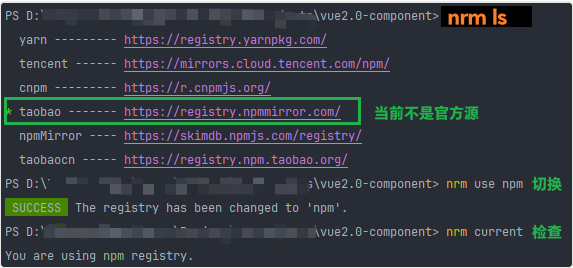 PS D:\ \vue2.0-component> nrm ls
yarn --------- https://registry.yarnpkg.com/
tencent ------ https://mirrors.cloud.tencent.com/npm/
cnpm --------- https://r.cnpmjs.org/
* taobao ------- https://registry.npmmirror.com/ 当前不是官方源
npmMirror ---- https://skimdb.npmjs.com/registry/
taobaocn ----- https://registry.npm.taobao.org/
PS D:\ s\vue2.0-component> nrm use npm 切换
SUCCESS The registry has been changed to 'npm'.
PS D:\ \vue2.0-component> nrm current 检查
You are using npm registry.